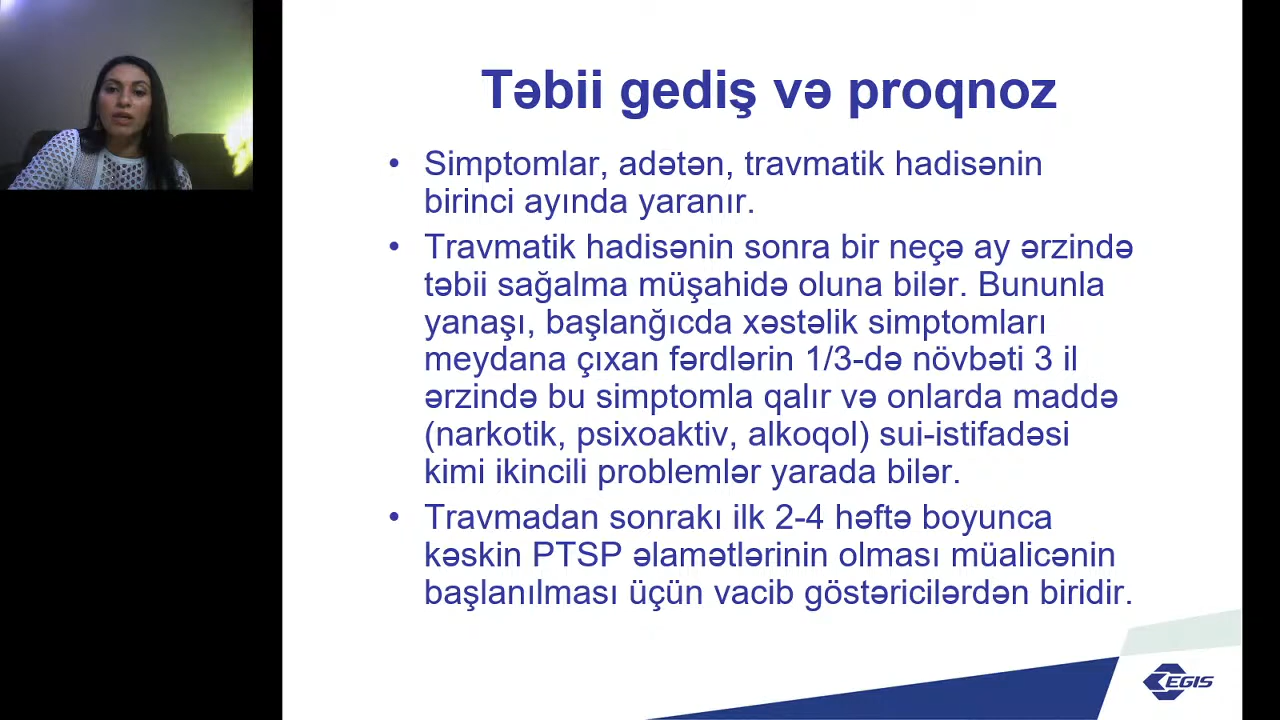 Təbii gediş və proqnoz
• Simptomlar, adətən, travmatik hadisənin
birinci ayında yaranır.
• Travmatik hadisənin sonra bir neçə ay ərzində
təbii sağalma müşahidə oluna bilər. Bununla
yanaşı, başlanğıcda xəstəlik simptomları
meydana çıxan fərdlərin 1/3-də növbəti 3 il
ərzində bu simptomla qalır və onlarda maddə
(narkotik, psixoaktiv, alkoqol) sui-istifadəsi
kimi ikincili problemlər yarada bilər.
• Travmadan sonrakı ilk 2-4 həftə boyunca
kəskin PTSP əlamətlərinin olması müalicənin
başlanılması üçün vacib göstəricilərdən biridir.
EGIS